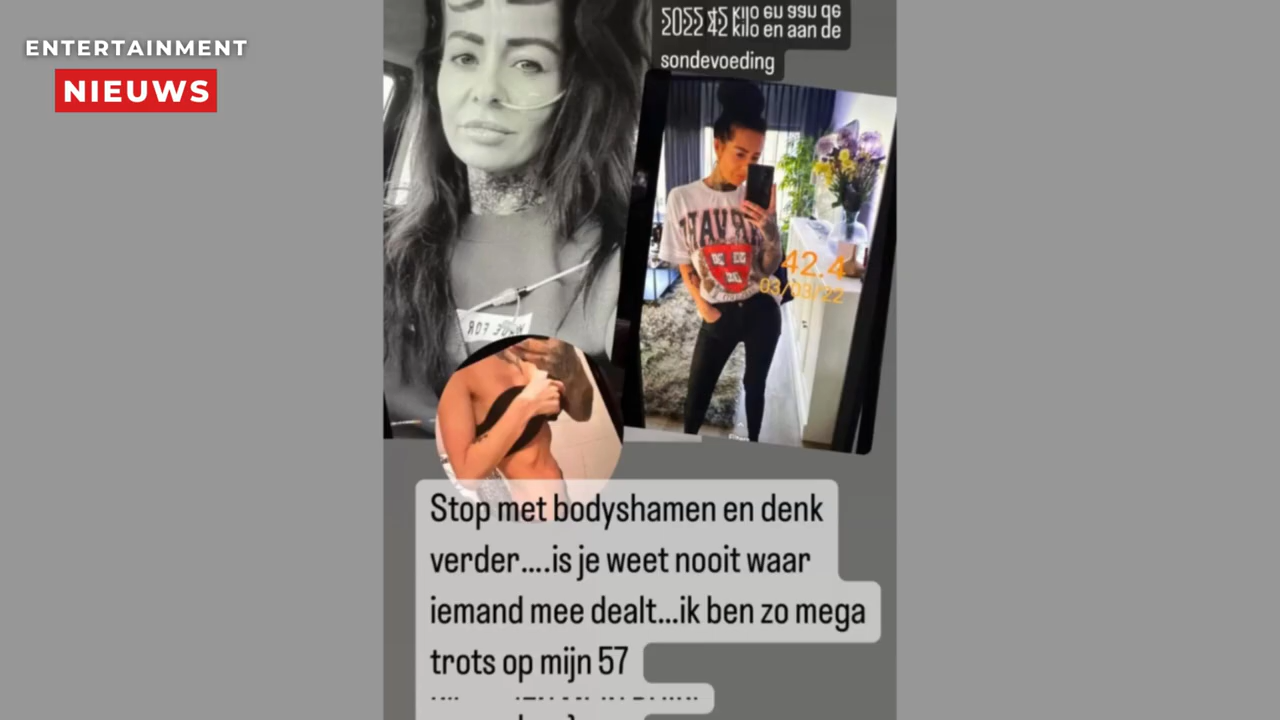 ENTERTAINMENT
NIEUWS
2022 42 kilo en aan de
sondevoeding
HARVARD
42.4
03/03/22
Stop met bodyshamen en denk
verder....is je weet nooit waar
iemand mee dealt...ik ben zo mega
trots op mijn 57